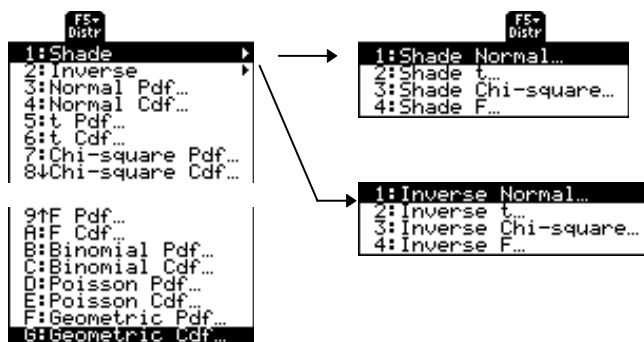 F5▾
Distr
1:Shade ▸
2:Inverse ▸
3:Normal Pdf…
4:Normal Cdf…
5:t Pdf…
6:t Cdf…
7:Chi-square Pdf…
8↓Chi-square Cdf…
9↑F Pdf…
A:F Cdf…
B:Binomial Pdf…
C:Binomial Cdf…
D:Poisson Pdf…
E:Poisson Cdf…
F:Geometric Pdf…
G:Geometric Cdf…
F5▾
Distr
1:Shade Normal…
2:Shade t…
3:Shade Chi-square…
4:Shade F…
1:Inverse Normal…
2:Inverse t…
3:Inverse Chi-square…
4:Inverse F…